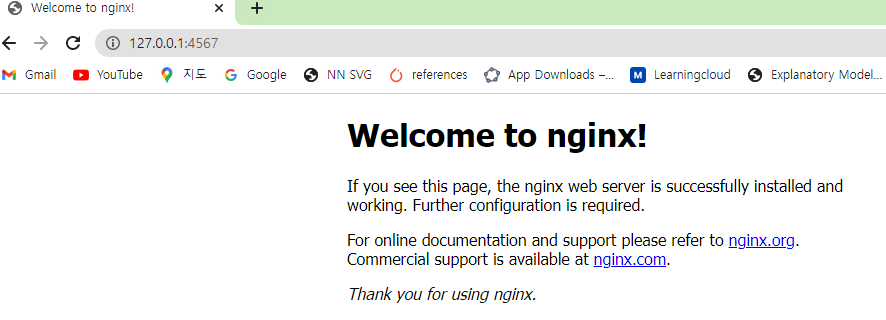 Welcome to nginx!
127.0.0.1:4567
Gmail YouTube 지도 Google NN SVG references App Downloads –... Learningcloud Explanatory Model...
Welcome to nginx!
If you see this page, the nginx web server is successfully installed and
working. Further configuration is required.
For online documentation and support please refer to nginx.org.
Commercial support is available at nginx.com.
Thank you for using nginx.